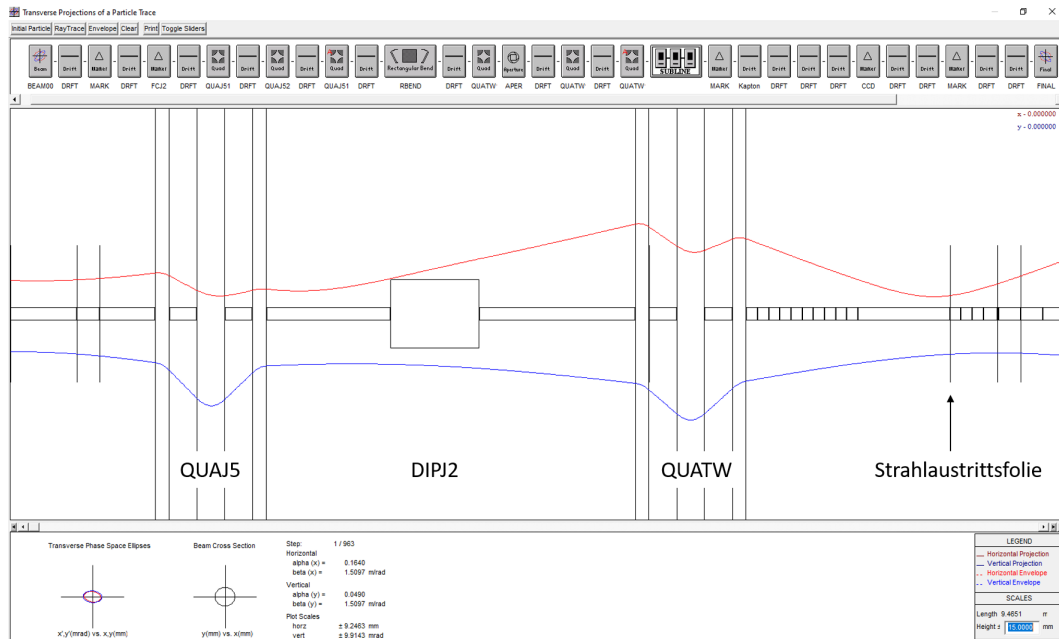 Transverse Projections of a Particle Trace
Initial Particle RayTrace Envelope Clear Print Toggle Sliders
Beam Drift Marker Drift Marker Drift Quad Drift Quad Drift Quad Drift Rectangular Bend Drift Quad Aperture Drift Quad Drift Quad SUBLINE Marker Drift Drift Drift Drift Marker Drift Drift Marker Drift Drift Final
BEAM00 DRFT MARK DRFT FCJ2 DRFT QUAJ51 DRFT QUAJ52 DRFT QUAJ51 DRFT RBEND DRFT QUATW APER DRFT QUATW DRFT QUATW MARK Kapton DRFT DRFT DRFT CCD DRFT DRFT MARK DRFT DRFT FINAL
x - 0.000000
y - 0.000000
QUAJ5 DIPJ2 QUATW Strahlaustrittsfolie
Transverse Phase Space Ellipses
x',y'(mrad) vs. x,y(mm)
Beam Cross Section
y(mm) vs. x(mm)
Step: 1 / 963
Horizontal
alpha (x) = 0.1640
beta (x) = 1.5097 m/rad
Vertical
alpha (y) = 0.0490
beta (y) = 1.5097 m/rad
Plot Scales
horz ± 9.2463 mm
vert ± 9.9143 mrad
LEGEND
Horizontal Projection
Vertical Projection
Horizontal Envelope
Vertical Envelope
SCALES
Length 9.4651 m
Height ± 15.0000 mm